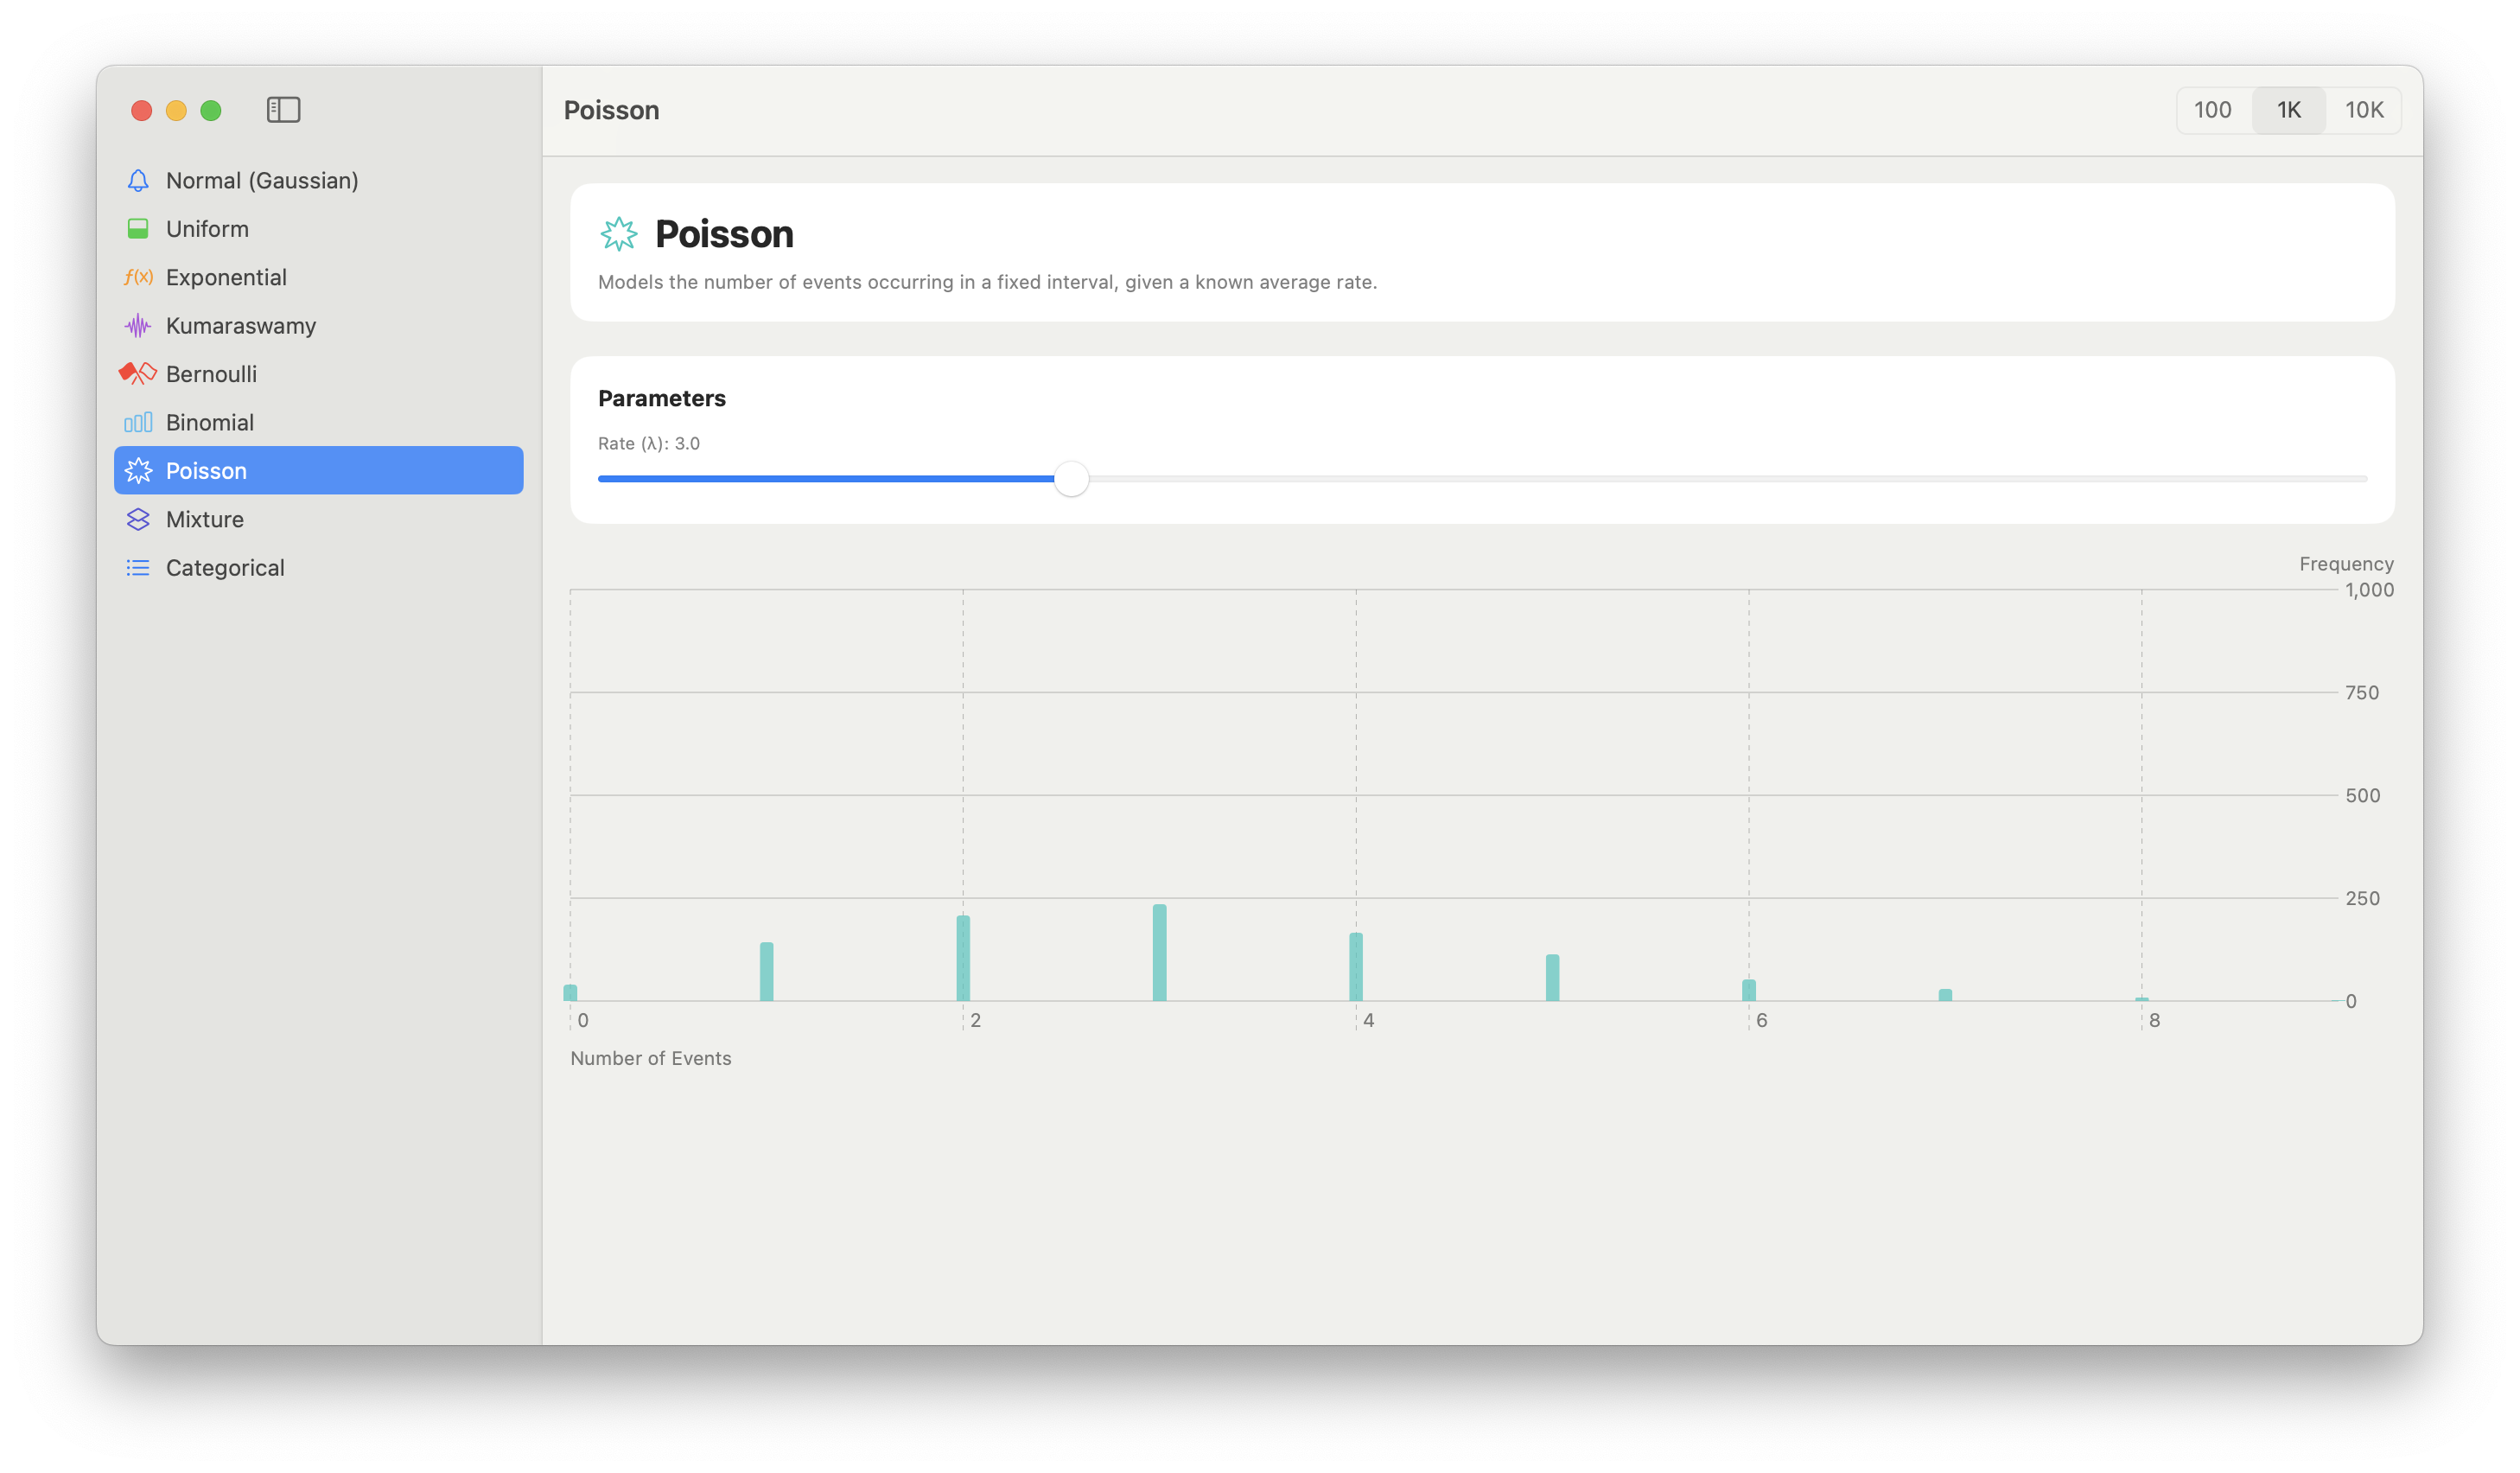 Poisson
100 1K 10K
Normal (Gaussian)
Uniform
f(x) Exponential
Kumaraswamy
Bernoulli
Binomial
Poisson
Mixture
Categorical
Poisson
Models the number of events occurring in a fixed interval, given a known average rate.
Parameters
Rate (λ): 3.0
Frequency
1,000
750
500
250
0
0 2 4 6 8
Number of Events